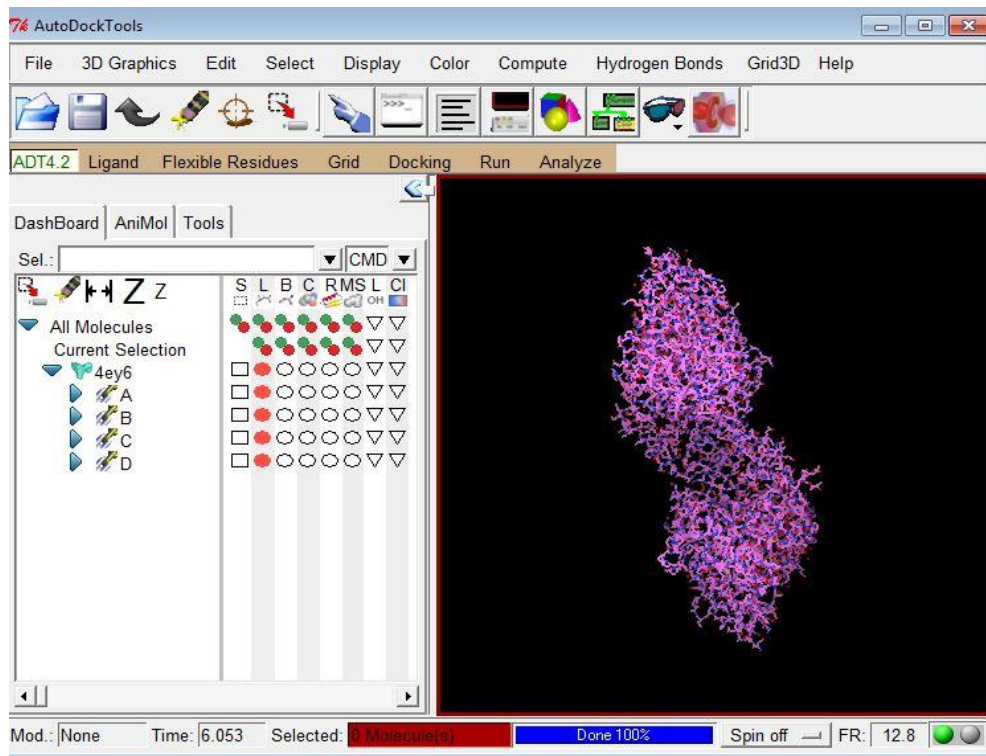 AutoDockTools
File 3D Graphics Edit Select Display Color Compute Hydrogen Bonds Grid3D Help
>>>_
ADT4.2 Ligand Flexible Residues Grid Docking Run Analyze
DashBoard AniMol Tools
Sel.: CMD
Z Z S L B C R MS L Cl
OH
All Molecules
Current Selection
4ey6
A
B
C
D
Mod.: None Time: 6.053 Selected: 0 Molecule(s) Done 100% Spin off FR: 12.8